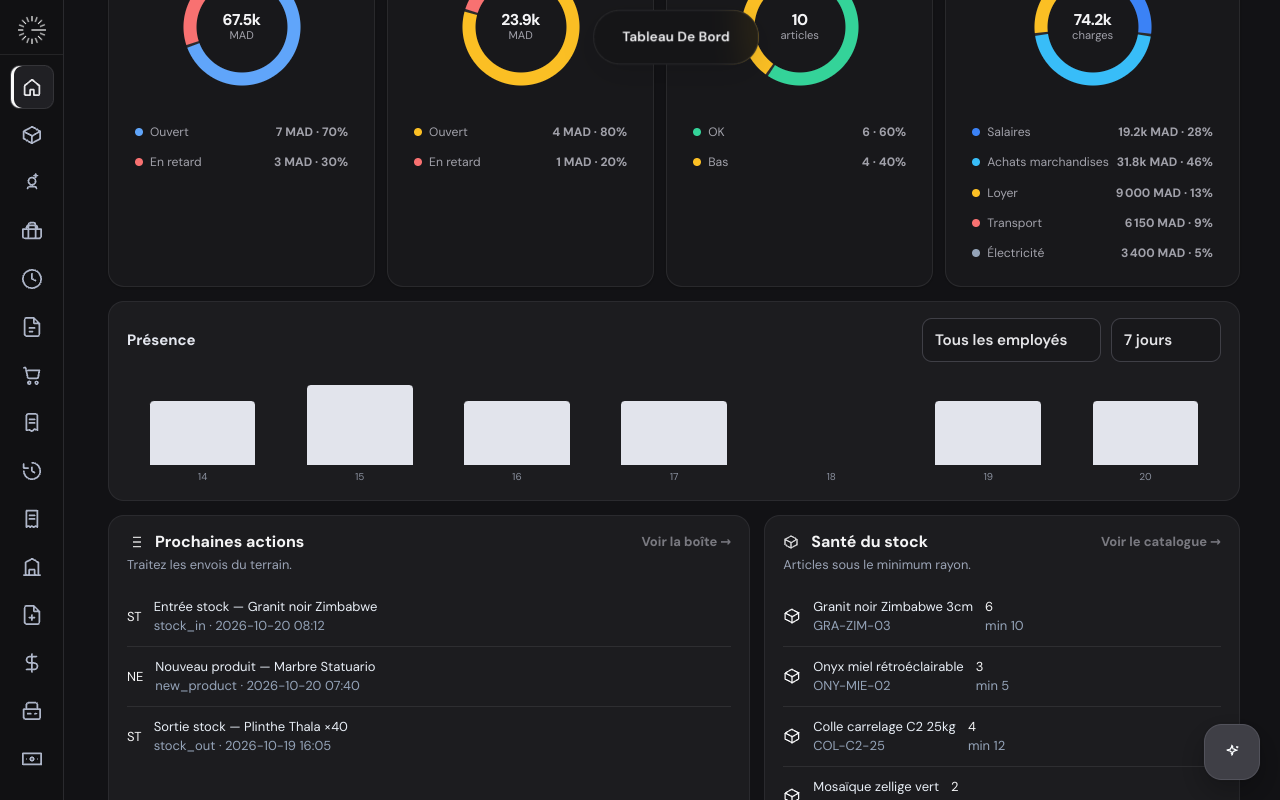 67.5k
MAD
23.9k
MAD
Tableau De Bord
10
articles
74.2k
charges
Ouvert 7 MAD · 70%
En retard 3 MAD · 30%
Ouvert 4 MAD · 80%
En retard 1 MAD · 20%
OK 6 · 60%
Bas 4 · 40%
Salaires 19.2k MAD · 28%
Achats marchandises 31.8k MAD · 46%
Loyer 9 000 MAD · 13%
Transport 6 150 MAD · 9%
Électricité 3 400 MAD · 5%
Présence
Tous les employés
7 jours
14 15 16 17 18 19 20
Prochaines actions
Voir la boîte →
Traitez les envois du terrain.
ST
Entrée stock — Granit noir Zimbabwe
stock_in · 2026-10-20 08:12
NE
Nouveau produit — Marbre Statuario
new_product · 2026-10-20 07:40
ST
Sortie stock — Plinthe Thala ×40
stock_out · 2026-10-19 16:05
Santé du stock
Voir le catalogue →
Articles sous le minimum rayon.
Granit noir Zimbabwe 3cm 6
GRA-ZIM-03 min 10
Onyx miel rétroéclairable 3
ONY-MIE-02 min 5
Colle carrelage C2 25kg 4
COL-C2-25 min 12
Mosaïque zellige vert 2